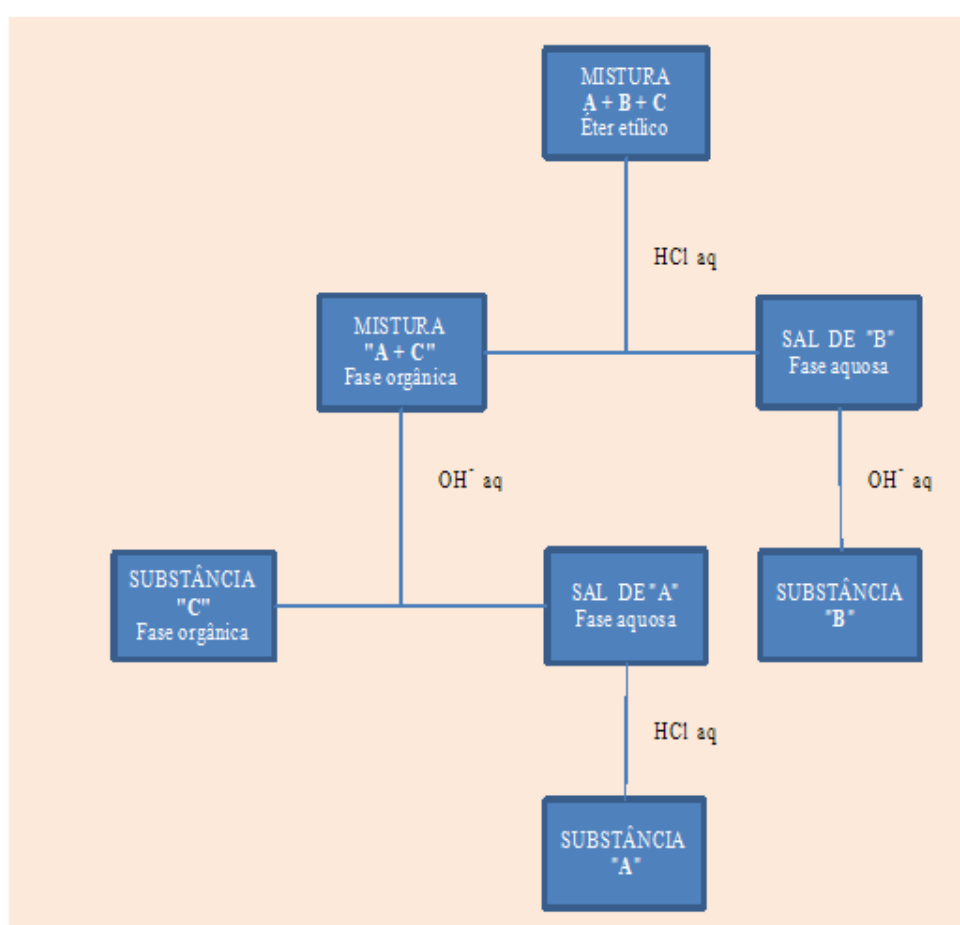 MISTURA
A + B + C
Éter etílico
HCl aq
MISTURA
"A + C"
Fase orgânica
SAL DE "B"
Fase aquosa
OH⁻ aq
OH⁻ aq
SUBSTÂNCIA
"C"
Fase orgânica
SAL DE "A"
Fase aquosa
SUBSTÂNCIA
"B"
HCl aq
SUBSTÂNCIA
"A"